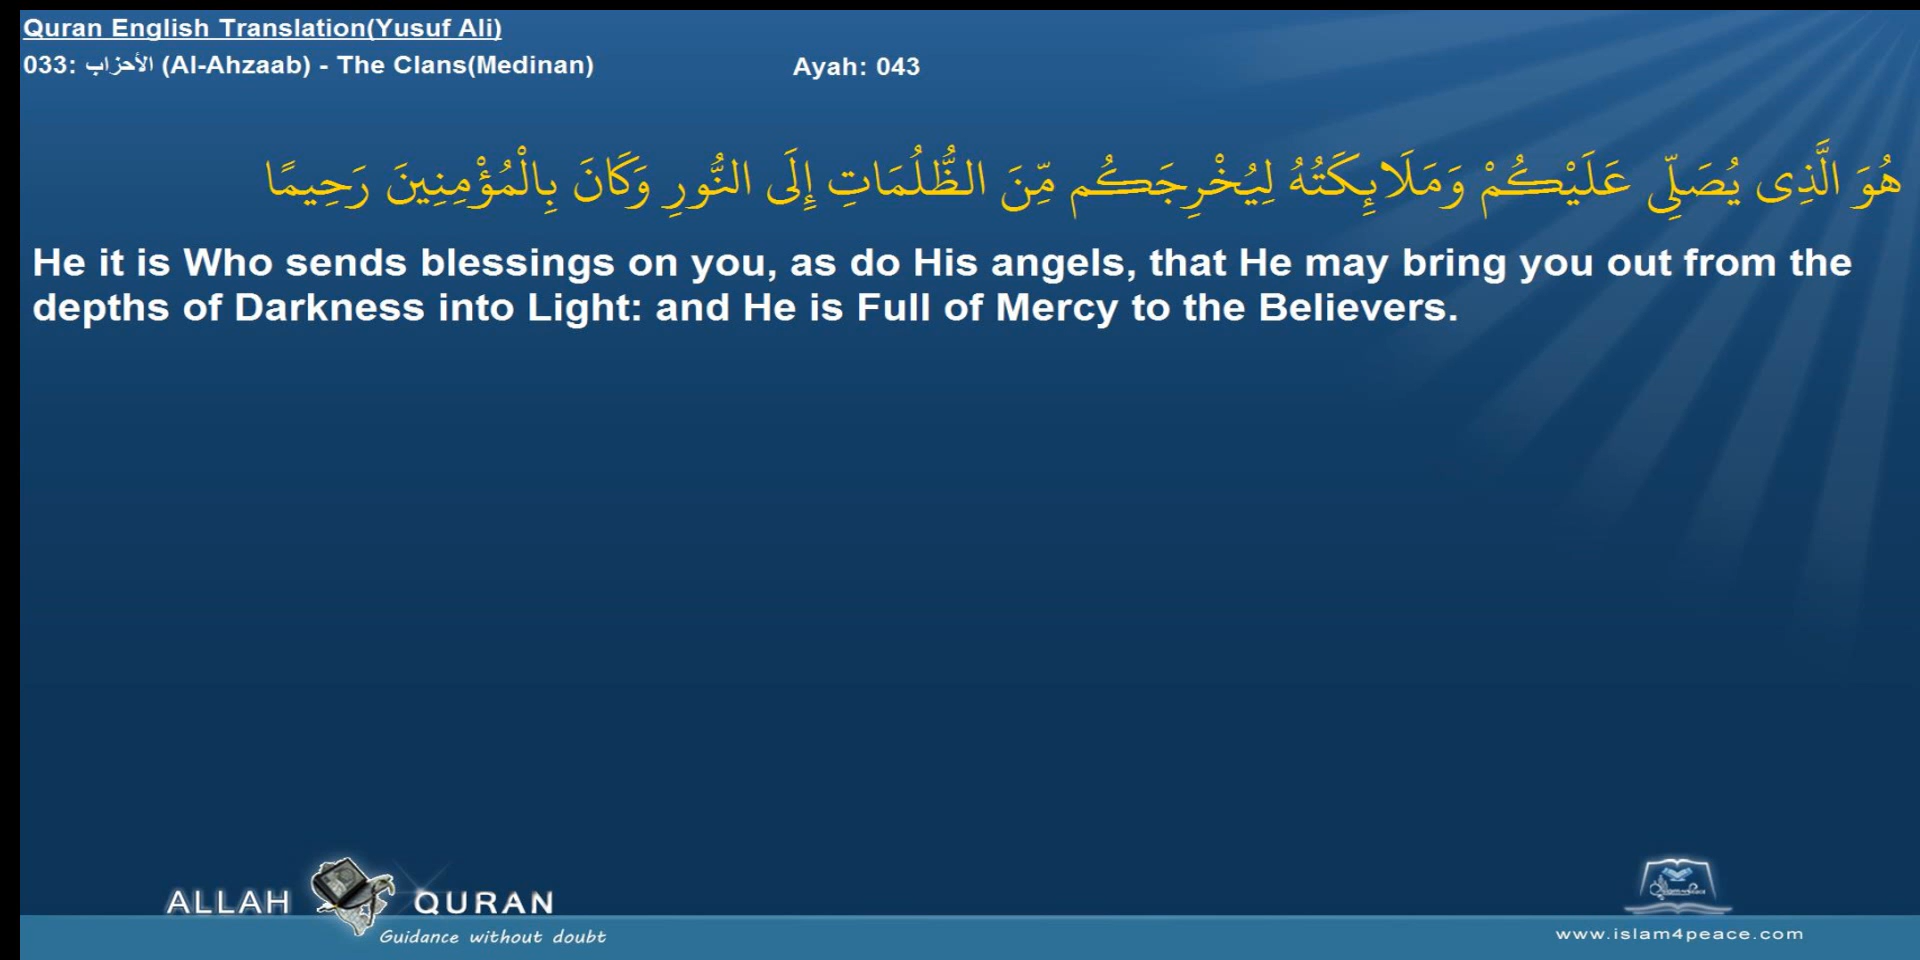 Quran English Translation(Yusuf Ali)
033: الأحزاب (Al-Ahzaab) - The Clans(Medinan) Ayah: 043
هُوَ الَّذِى يُصَلِّى عَلَيْكُمْ وَمَلَائِكَتُهُ لِيُخْرِجَكُم مِّنَ الظُّلُمَاتِ إِلَى النُّورِ وَكَانَ بِالْمُؤْمِنِينَ رَحِيمًا
He it is Who sends blessings on you, as do His angels, that He may bring you out from the
depths of Darkness into Light: and He is Full of Mercy to the Believers.
ALLAH QURAN
Guidance without doubt
www.islam4peace.com